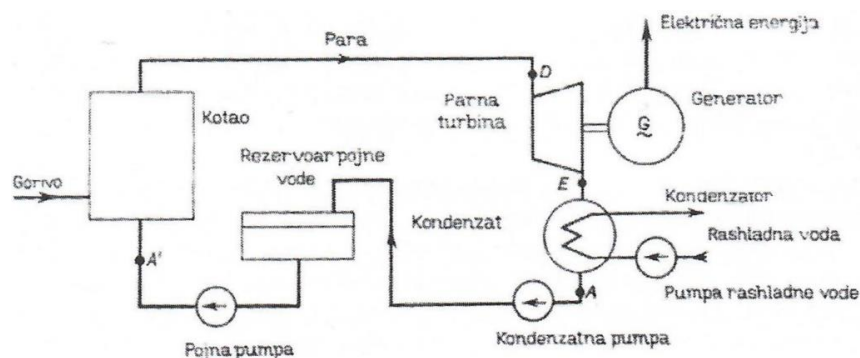 Električna energija
Para
D
Parna
turbina
Generator
G
~
Kotao
Rezervoar pojne
vode
Gorivo
E
Kondenzator
Kondenzat
Rashladna voda
A'
A
Pumpa rashladne vode
Kondenzatna pumpa
Pojna pumpa